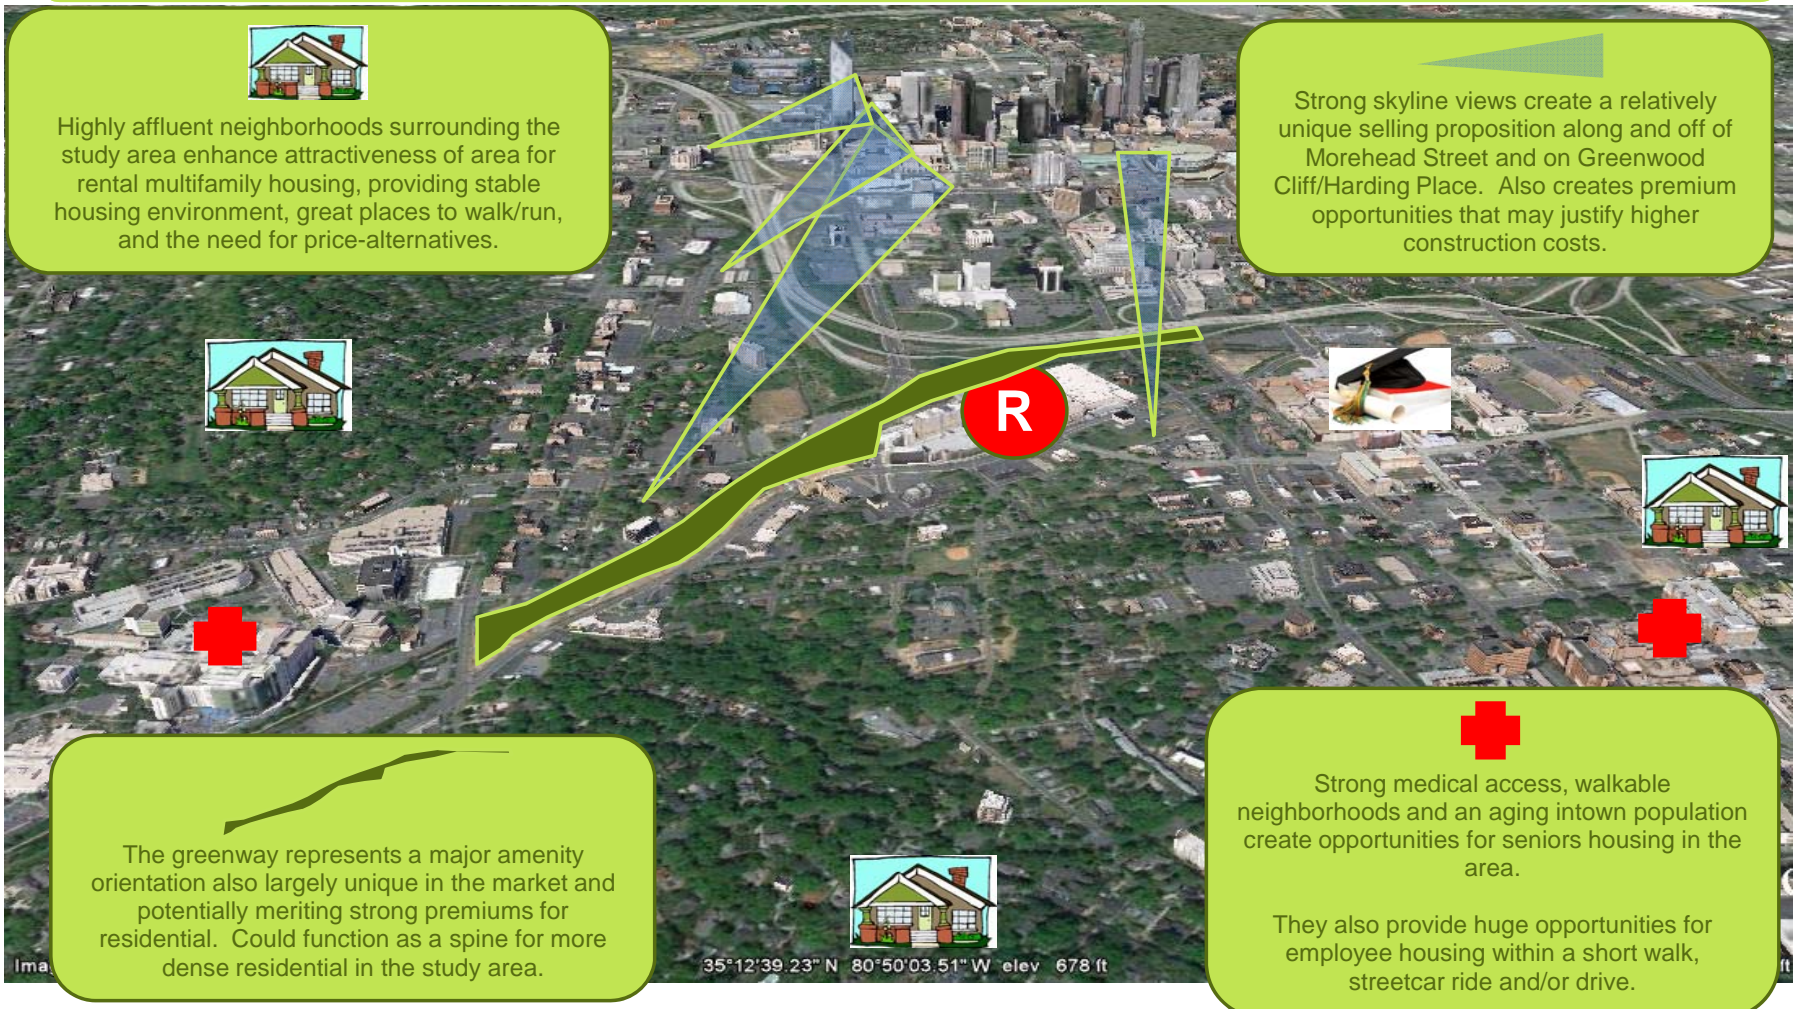 Highly affluent neighborhoods surrounding the
study area enhance attractiveness of area for
rental multifamily housing, providing stable
housing environment, great places to walk/run,
and the need for price-alternatives.
Strong skyline views create a relatively
unique selling proposition along and off of
Morehead Street and on Greenwood
Cliff/Harding Place.  Also creates premium
opportunities that may justify higher
construction costs.
R
The greenway represents a major amenity
orientation also largely unique in the market and
potentially meriting strong premiums for
residential.  Could function as a spine for more
dense residential in the study area.
Strong medical access, walkable
neighborhoods and an aging intown population
create opportunities for seniors housing in the
area.
They also provide huge opportunities for
employee housing within a short walk,
streetcar ride and/or drive.
Ima
35°12'39.23" N 80°50'03.51" W elev 678 ft
ft